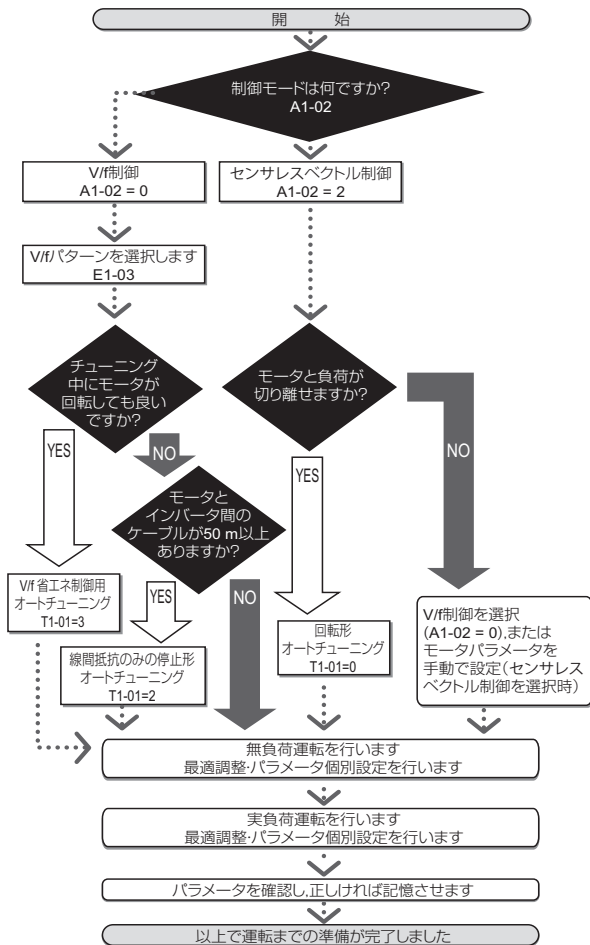 開 始
制御モードは何ですか?
A1-02
V/f制御
A1-02 = 0
センサレスベクトル制御
A1-02 = 2
V/fパターンを選択します
E1-03
チューニング
中にモータが
回転しても良い
ですか?
モータと負荷が
切り離せますか?
YES
NO
YES
NO
モータと
インバータ間の
ケーブルが50 m以上
ありますか?
V/f 省エネ制御用
オートチューニング
T1-01=3
YES
NO
線間抵抗のみの停止形
オートチューニング
T1-01=2
回転形
オートチューニング
T1-01=0
V/f制御を選択
(A1-02 = 0),または
モータパラメータを
手動で設定(センサレス
ベクトル制御を選択時)
無負荷運転を行います
最適調整・パラメータ個別設定を行います
実負荷運転を行います
最適調整・パラメータ個別設定を行います
パラメータを確認し,正しければ記憶させます
以上で運転までの準備が完了しました